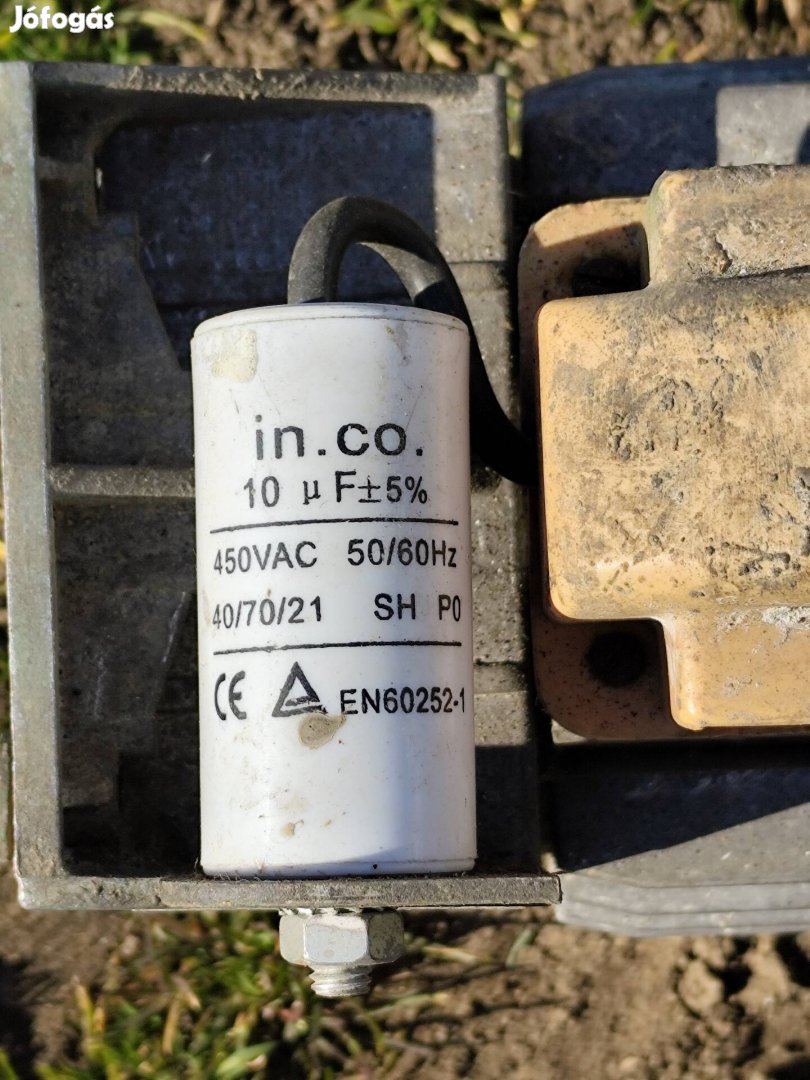 Jófogás
in.co.
10 µF±5%
450VAC 50/60Hz
40/70/21 SH P0
CE EN60252-1